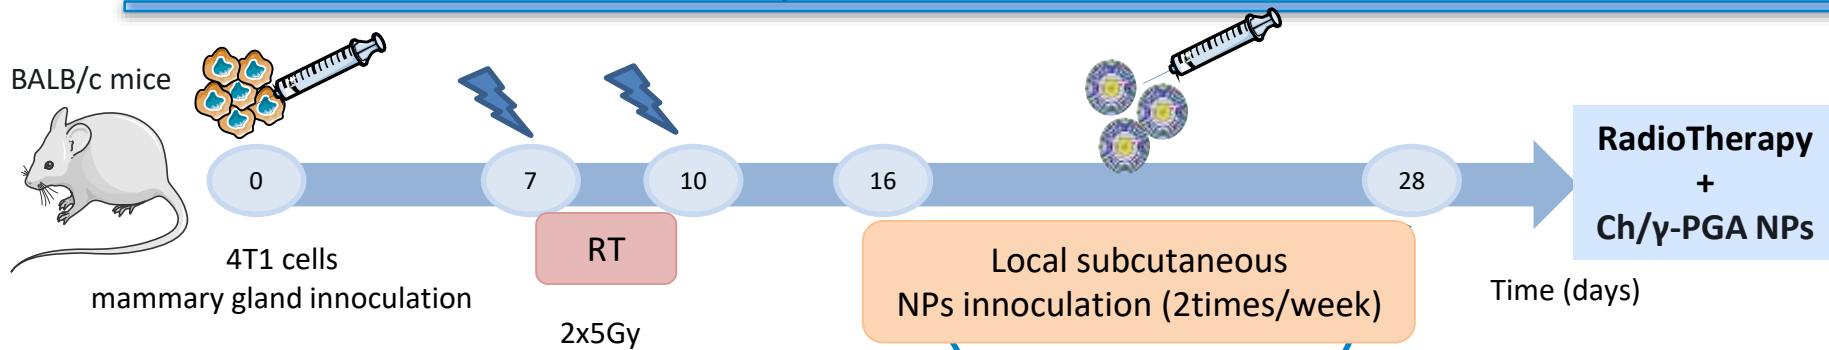 BALB/c mice
0
7
10
16
28
RadioTherapy
+
Ch/γ-PGA NPs
4T1 cells
mammary gland innoculation
RT
2x5Gy
Local subcutaneous
NPs innoculation (2times/week)
Time (days)